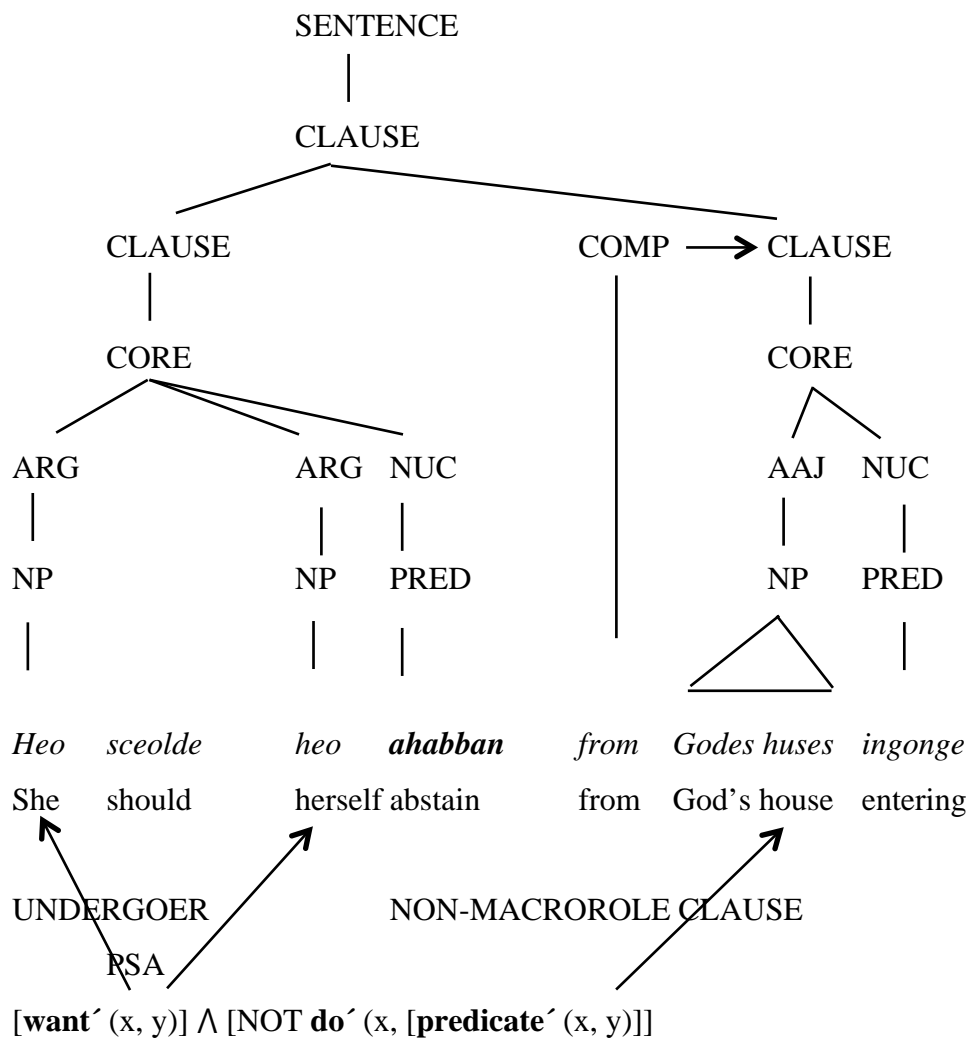 SENTENCE
CLAUSE
CLAUSE COMP CLAUSE
CORE CORE
ARG ARG NUC AAJ NUC
NP NP PRED NP PRED
Heo sceolde heo ahabban from Godes huses ingonge
She should herself abstain from God's house entering
UNDERGOER NON-MACROROLE CLAUSE
PSA
[want´ (x, y)] Λ [NOT do´ (x, [predicate´ (x, y)]]